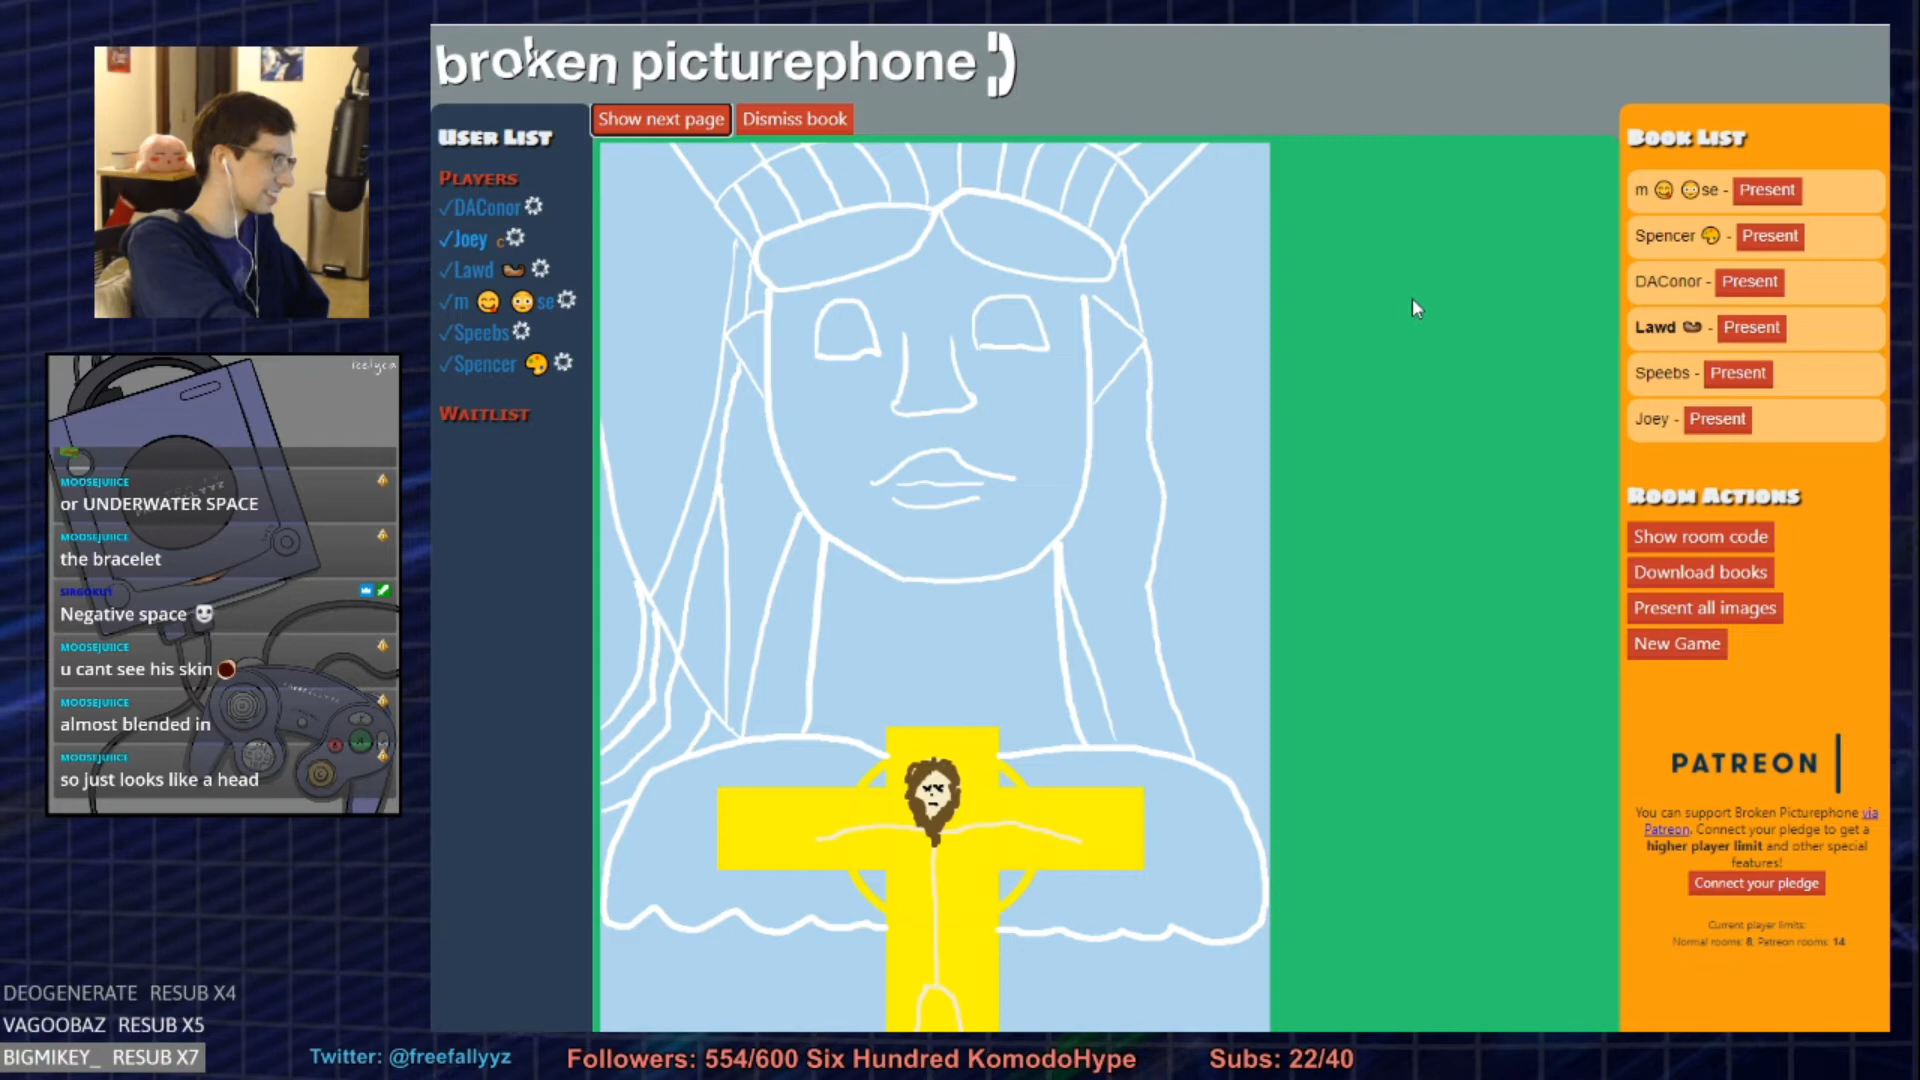 broken picturephone ;)
Show next page
Dismiss book
User List
Players
✓DAConor
✓Joey c
✓Lawd
✓m 😋 😳 se
✓Speebs
✓Spencer 🎨
Waitlist
Book List
m 😋 😳se - Present
Spencer 🎨 - Present
DAConor - Present
Lawd - Present
Speebs - Present
Joey - Present
Room Actions
Show room code
Download books
Present all images
New Game
PATREON
You can support Broken Picturephone via
Patreon. Connect your pledge to get a
higher player limit and other special
features!
Connect your pledge
Current player limits:
Normal rooms: 8, Patreon rooms: 14
MOOSEJUIICE
or UNDERWATER SPACE
MOOSEJUIICE
the bracelet
SIRGOKU1
Negative space
MOOSEJUIICE
u cant see his skin
MOOSEJUIICE
almost blended in
MOOSEJUIICE
so just looks like a head
DEOGENERATE RESUB X4
VAGOOBAZ RESUB X5
BIGMIKEY_ RESUB X7
Twitter: @freefallyyz
Followers: 554/600 Six Hundred KomodoHype
Subs: 22/40